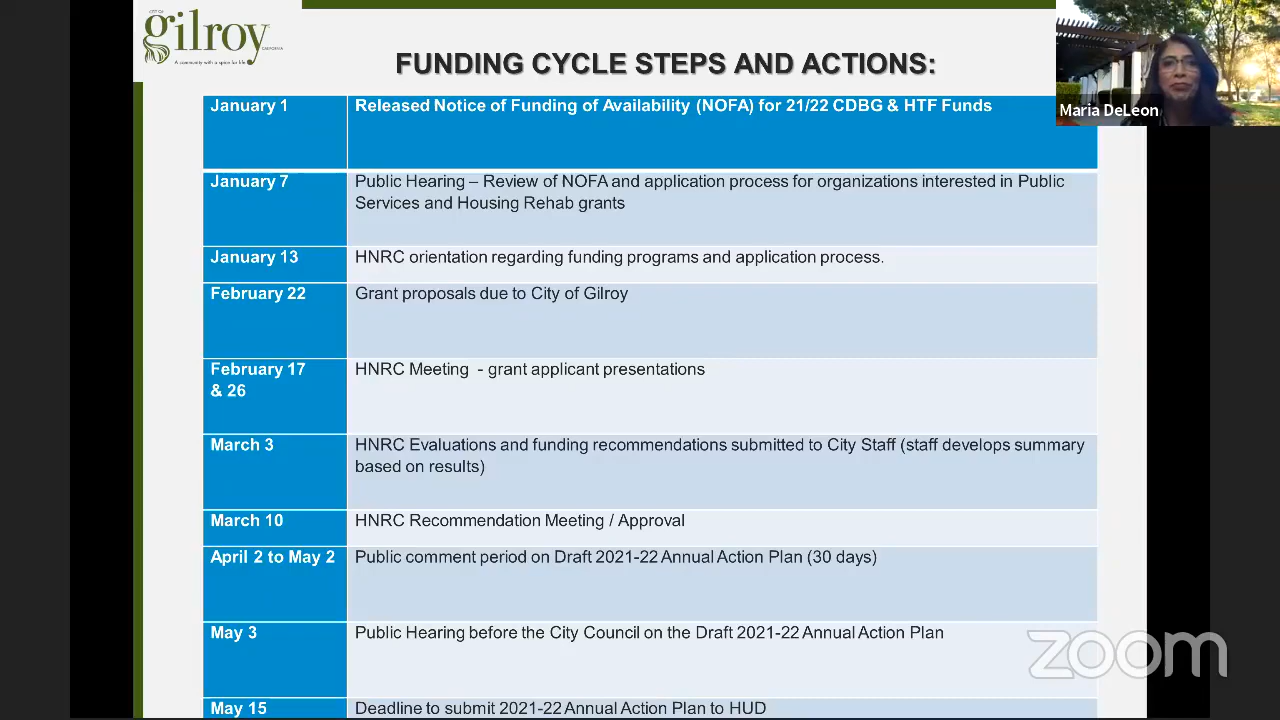 CITY OF
gilroy
CALIFORNIA
A community with a spice for life
Maria DeLeon
FUNDING CYCLE STEPS AND ACTIONS:
January 1
Released Notice of Funding of Availability (NOFA) for 21/22 CDBG & HTF Funds
January 7
Public Hearing – Review of NOFA and application process for organizations interested in Public
Services and Housing Rehab grants
January 13
HNRC orientation regarding funding programs and application process.
February 22
Grant proposals due to City of Gilroy
February 17
& 26
HNRC Meeting - grant applicant presentations
March 3
HNRC Evaluations and funding recommendations submitted to City Staff (staff develops summary
based on results)
March 10
HNRC Recommendation Meeting / Approval
April 2 to May 2
Public comment period on Draft 2021-22 Annual Action Plan (30 days)
May 3
Public Hearing before the City Council on the Draft 2021-22 Annual Action Plan
May 15
Deadline to submit 2021-22 Annual Action Plan to HUD
zoom